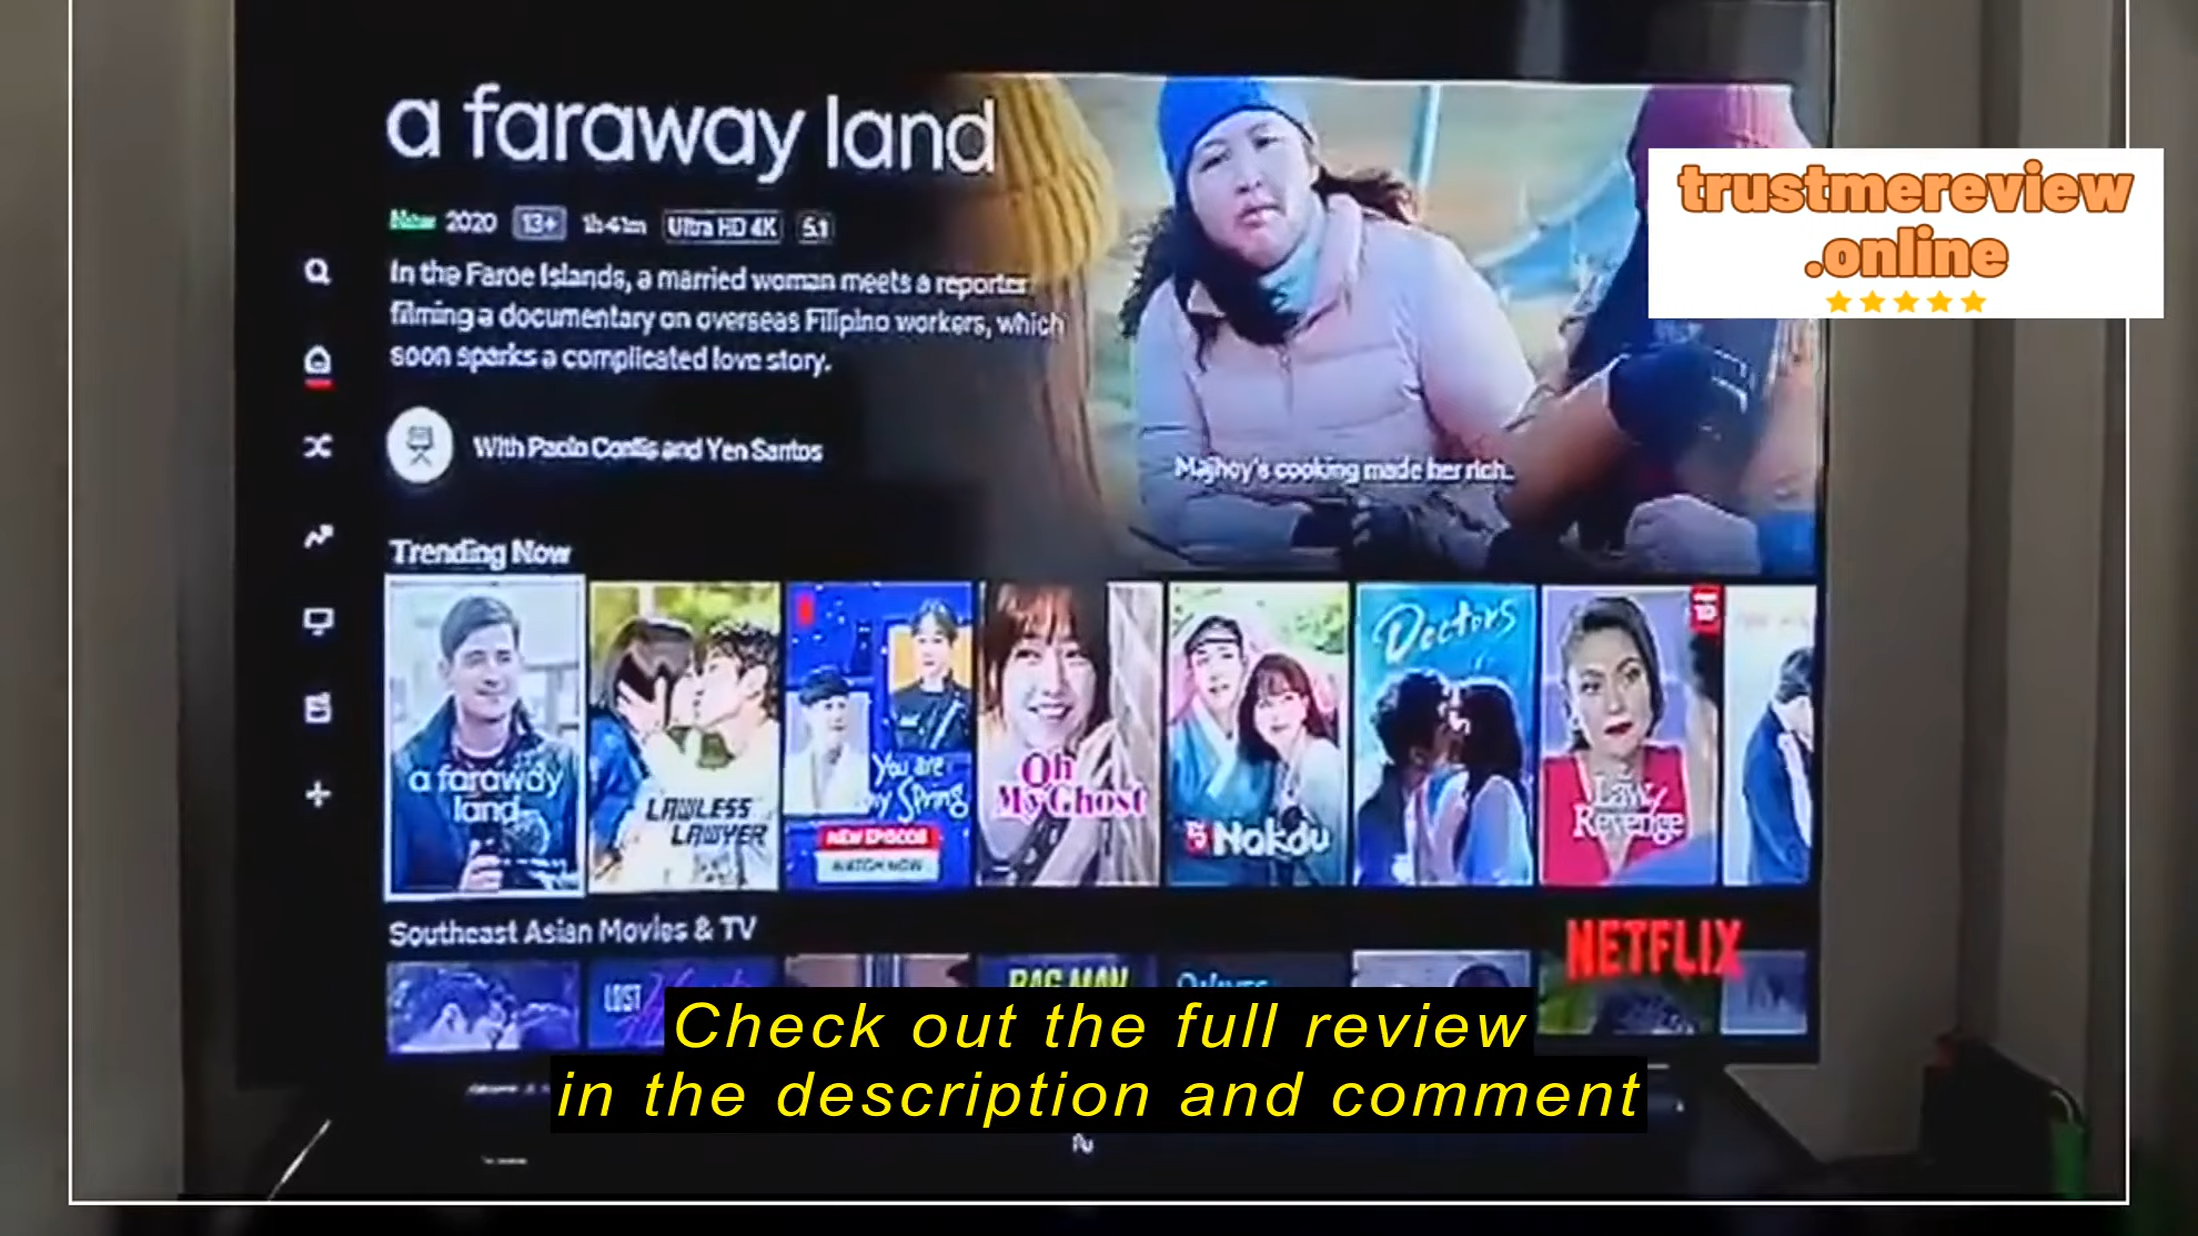 a faraway land
trustmereview
.online
New 2020 13+ 1h 41m Ultra HD 4K 5.1
In the Faroe Islands, a married woman meets a reporter
filming a documentary on overseas Filipino workers, which
soon sparks a complicated love story.
With Paolo Contis and Yen Santos
Majhoy's cooking made her rich.
Trending Now
a faraway
land
LAWLESS
LAWYER
You are
my Spring
NEW EPISODE
WATCH NOW
Oh
My Ghost
Nokdu
Doctors
TOP
10
Law
Revenge
Southeast Asian Movies & TV
NETFLIX
LOST
BAG MAN
Check out the full review
in the description and comment